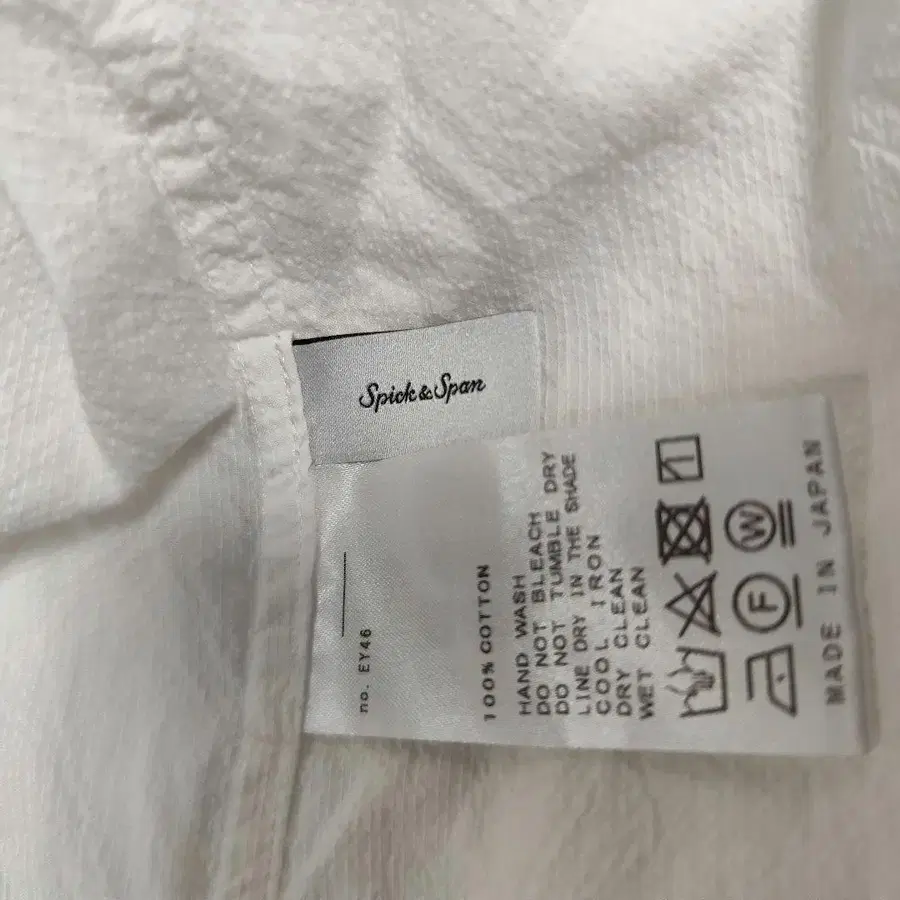 Spick & Span
no. EY46
100% COTTON
HAND WASH
DO NOT BLEACH
DO NOT TUMBLE DRY
LINE DRY IN THE SHADE
COOL IRON
DRY CLEAN
WET CLEAN
F
W
MADE IN JAPAN